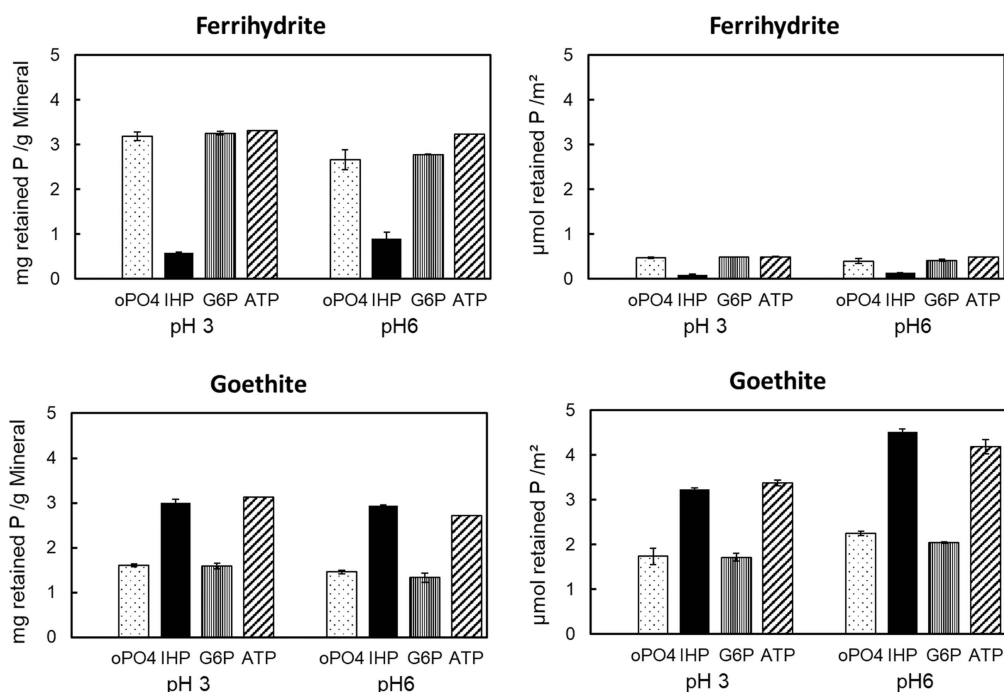 Ferrihydrite
mg retained P /g Mineral
5
4
3
2
1
0
oPO4 IHP G6P ATP oPO4 IHP G6P ATP
pH 3 pH6
Ferrihydrite
µmol retained P /m²
5
4
3
2
1
0
oPO4 IHP G6P ATP oPO4 IHP G6P ATP
pH 3 pH6
Goethite
mg retained P /g Mineral
5
4
3
2
1
0
oPO4 IHP G6P ATP oPO4 IHP G6P ATP
pH 3 pH6
Goethite
µmol retained P /m²
5
4
3
2
1
0
oPO4 IHP G6P ATP oPO4 IHP G6P ATP
pH 3 pH6